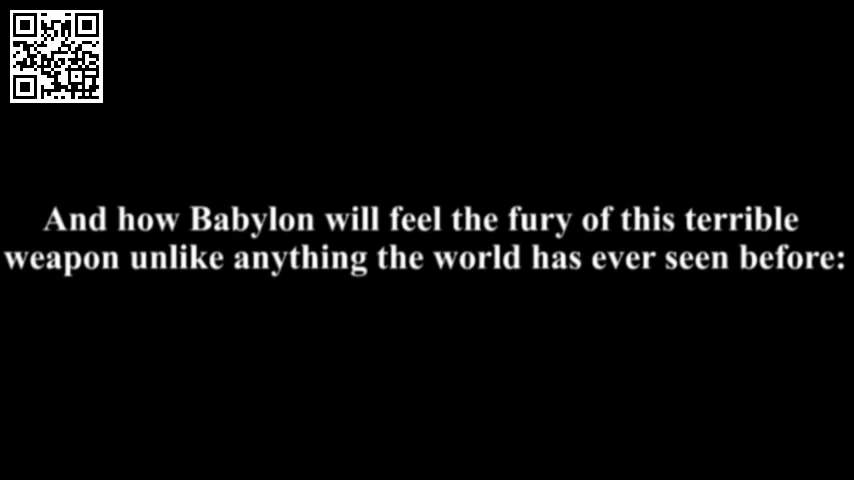 And how Babylon will feel the fury of this terrible
weapon unlike anything the world has ever seen before: